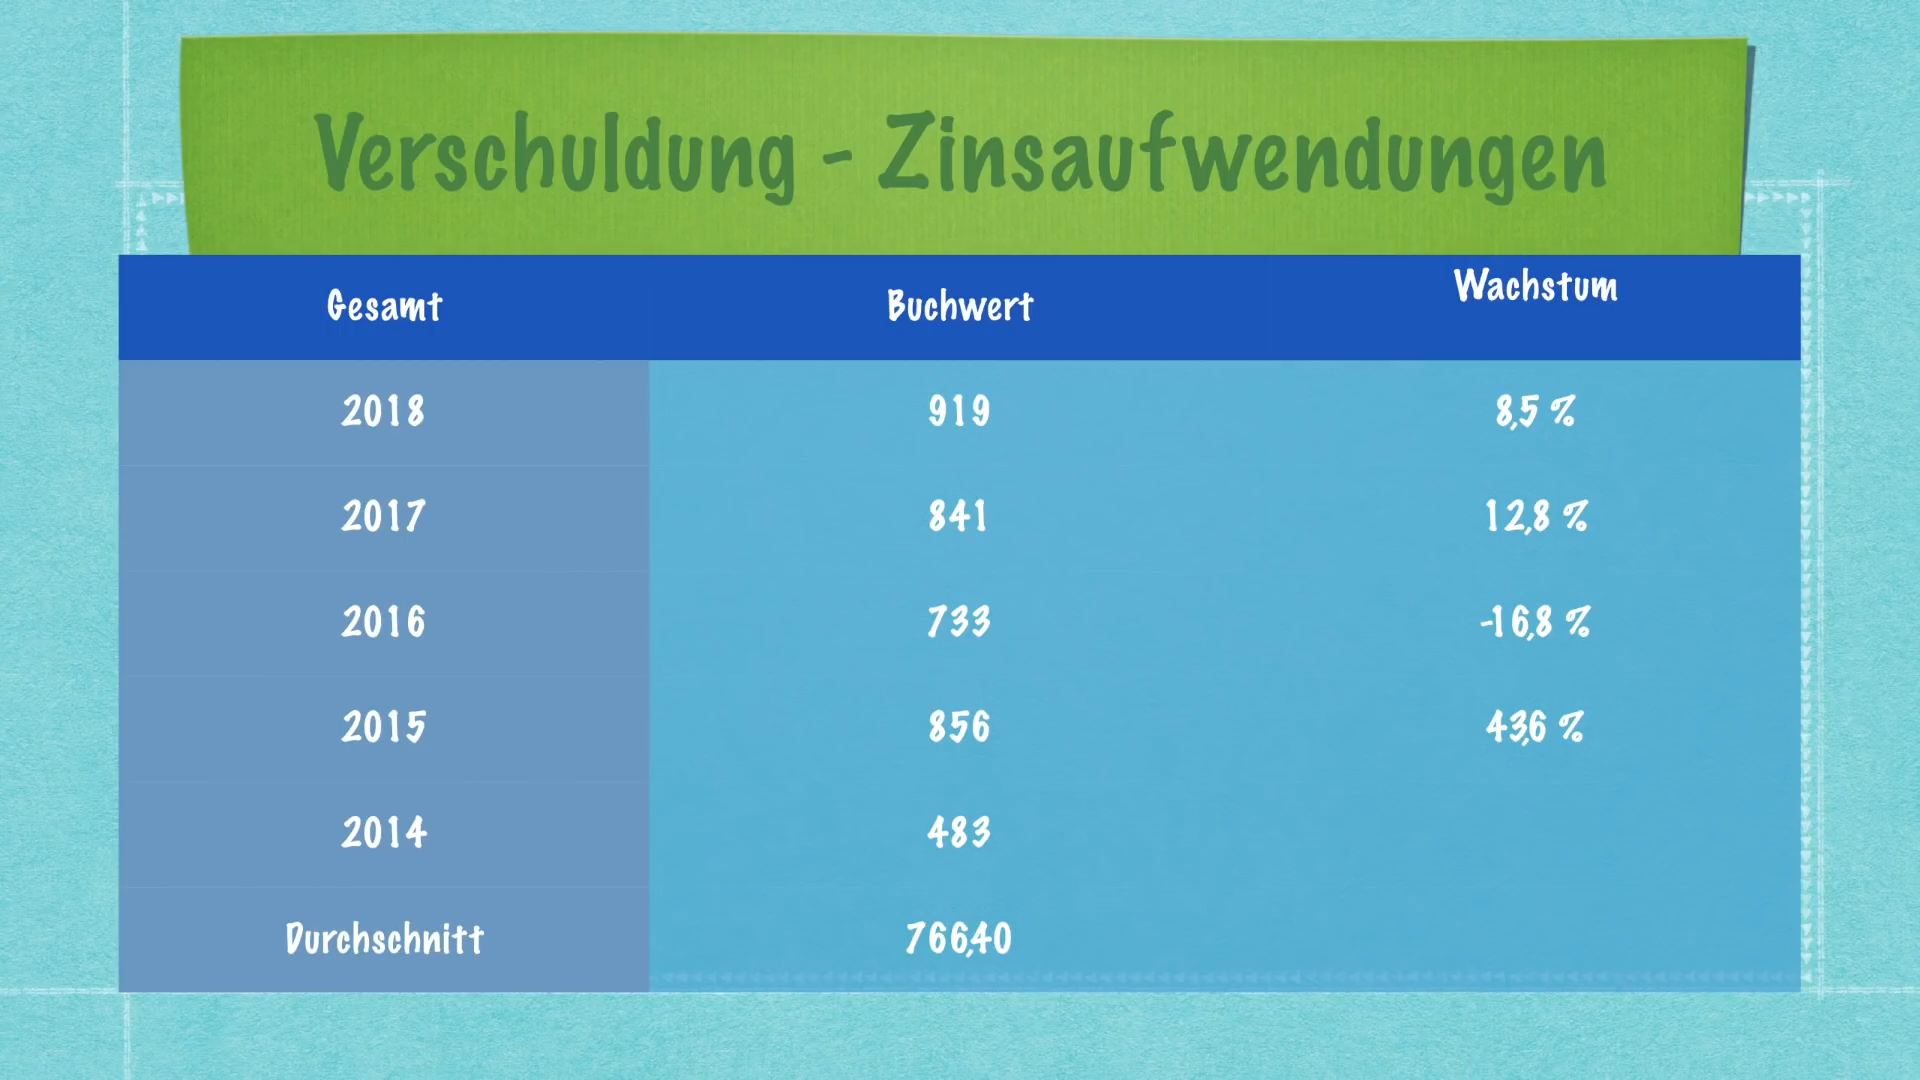 Verschuldung - Zinsaufwendungen
Gesamt Buchwert Wachstum
2018 919 8,5 %
2017 841 12,8 %
2016 733 -16,8 %
2015 856 43,6 %
2014 483
Durchschnitt 766,40